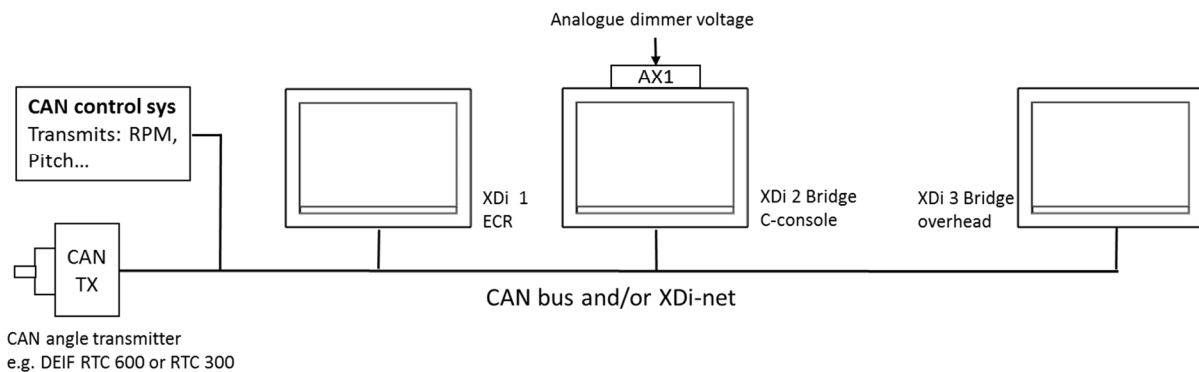 Analogue dimmer voltage
AX1
CAN control sys
Transmits: RPM,
Pitch...
XDi 1
ECR
XDi 2 Bridge
C-console
XDi 3 Bridge
overhead
CAN
TX
CAN bus and/or XDi-net
CAN angle transmitter
e.g. DEIF RTC 600 or RTC 300